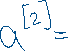 a^[2] =